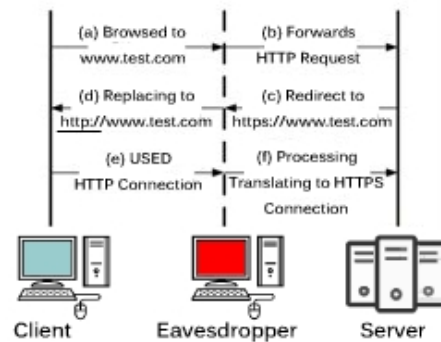 (a) Browsed to
www.test.com
(b) Forwards
HTTP Request
(d) Replacing to
http://www.test.com
(c) Redirect to
https://www.test.com
(e) USED
HTTP Connection
(f) Processing
Translating to HTTPS
Connection
Client
Eavesdropper
Server